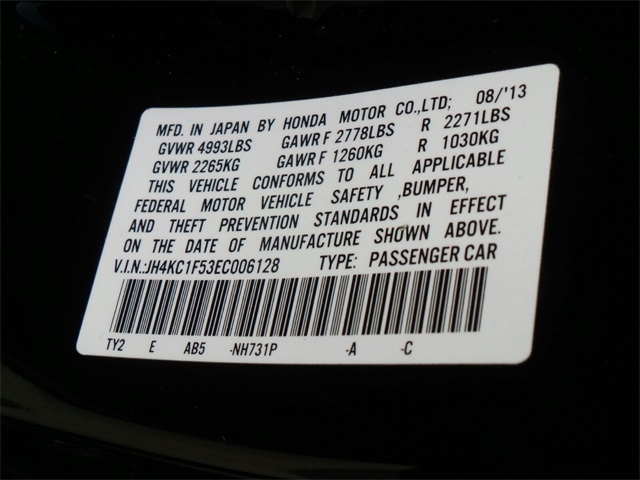 MFD. IN JAPAN BY HONDA MOTOR CO.,LTD; 08/'13
GVWR 4993LBS GAWR F 2778LBS R 2271LBS
GVWR 2265KG GAWR F 1260KG R 1030KG
THIS VEHICLE CONFORMS TO ALL APPLICABLE
FEDERAL MOTOR VEHICLE SAFETY ,BUMPER,
AND THEFT PREVENTION STANDARDS IN EFFECT
ON THE DATE OF MANUFACTURE SHOWN ABOVE.
V.I.N.:JH4KC1F53EC006128 TYPE: PASSENGER CAR
TY2 E AB5 -NH731P -A -C